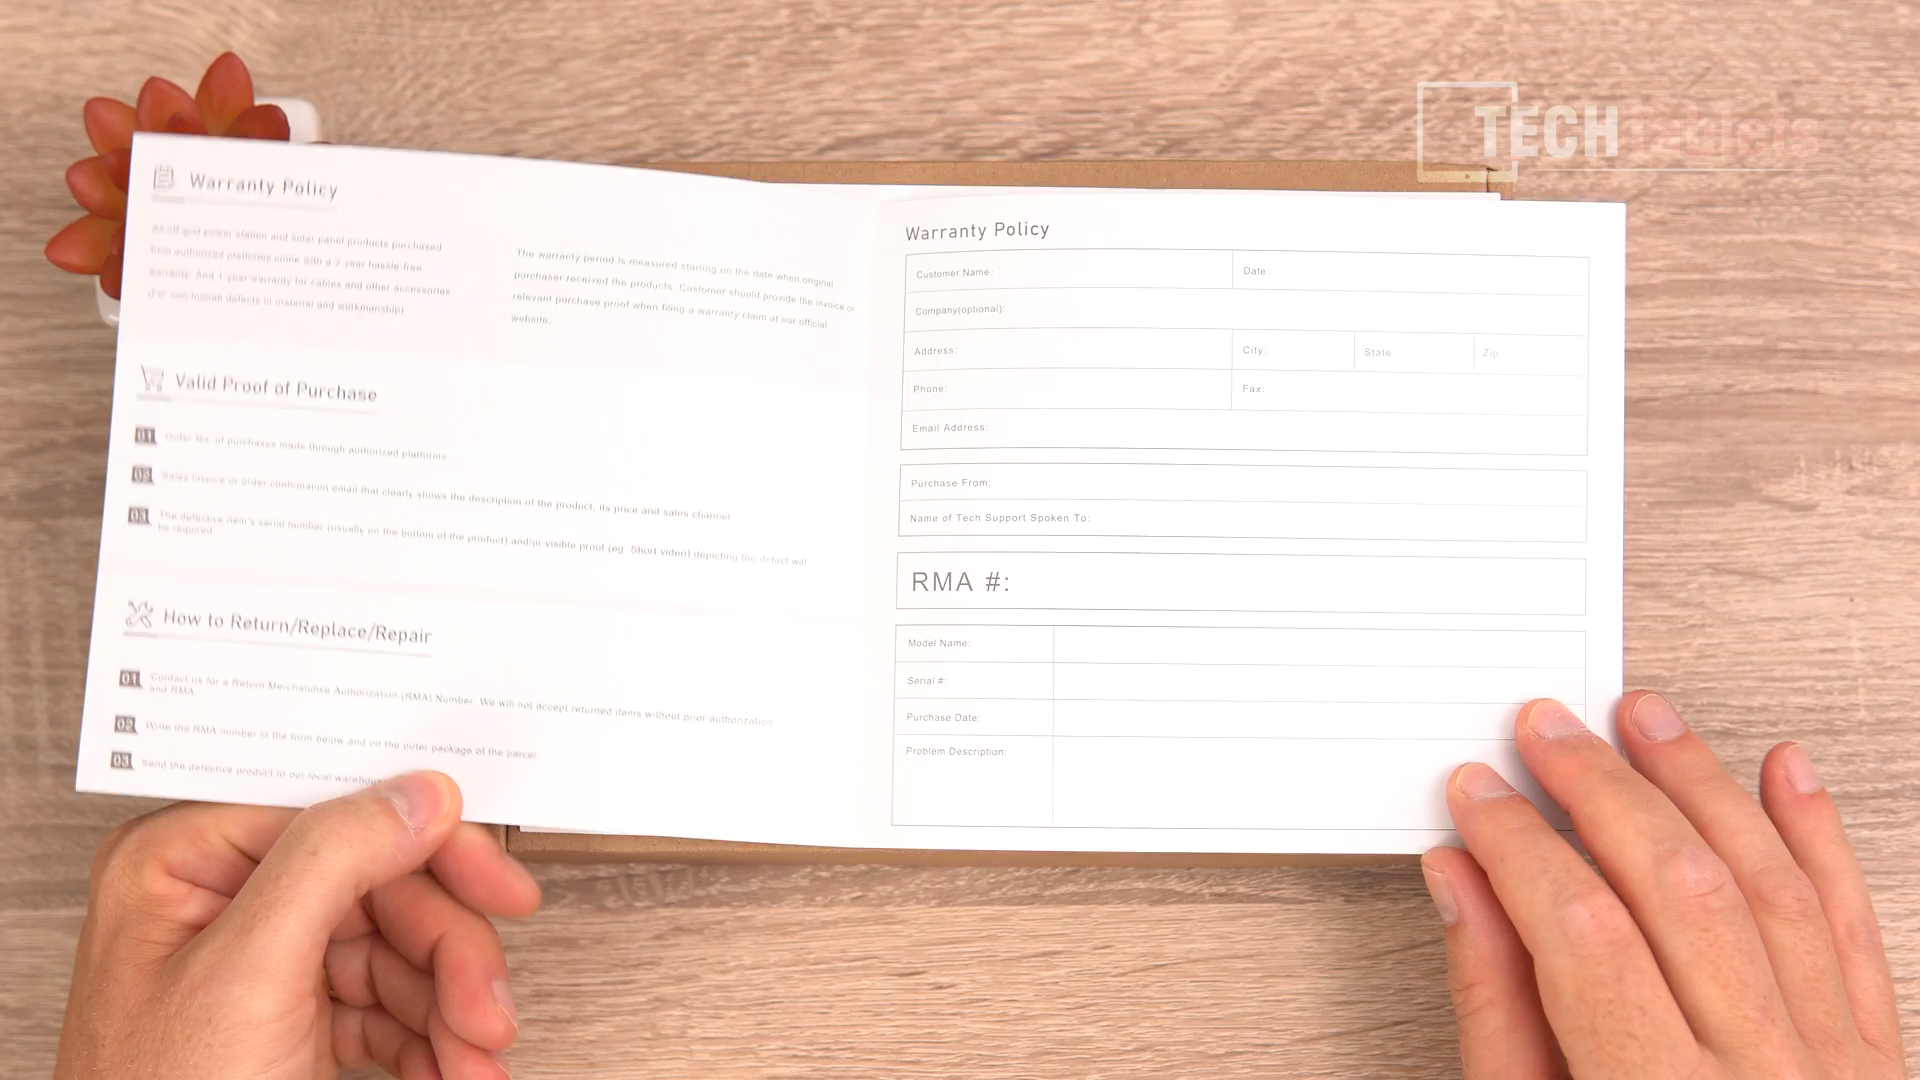 TECHTablets
Warranty Policy
All off-grid power station and solar panel products purchased
from authorized platforms come with a 2 year hassle-free
warranty. And 1 year warranty for cables and other accessories
(For non-human defects in material and workmanship)
The warranty period is measured starting on the date when original
purchaser received the products. Customer should provide the invoice or
relevant purchase proof when filing a warranty claim at our official
website.
Valid Proof of Purchase
01 Order No. of purchases made through authorized platforms.
02 Sales invoice or order confirmation email that clearly shows the description of the product, its price and sales channel
03 The defective item's serial number (usually on the bottom of the product) and/or visible proof (eg. Short video) depicting the defect will
be required
How to Return/Replace/Repair
01 Contact us for a Return Merchandise Authorization (RMA) Number. We will not accept returned items without prior authorization
and RMA
02 Write the RMA number in the form below and on the outer package of the parcel
03 Send the defective product to our local
Warranty Policy
Customer Name: Date:
Company(optional):
Address: City: State: Zip:
Phone: Fax:
Email Address:
Purchase From:
Name of Tech Support Spoken To:
RMA #:
Model Name:
Serial #:
Purchase Date:
Problem Description: